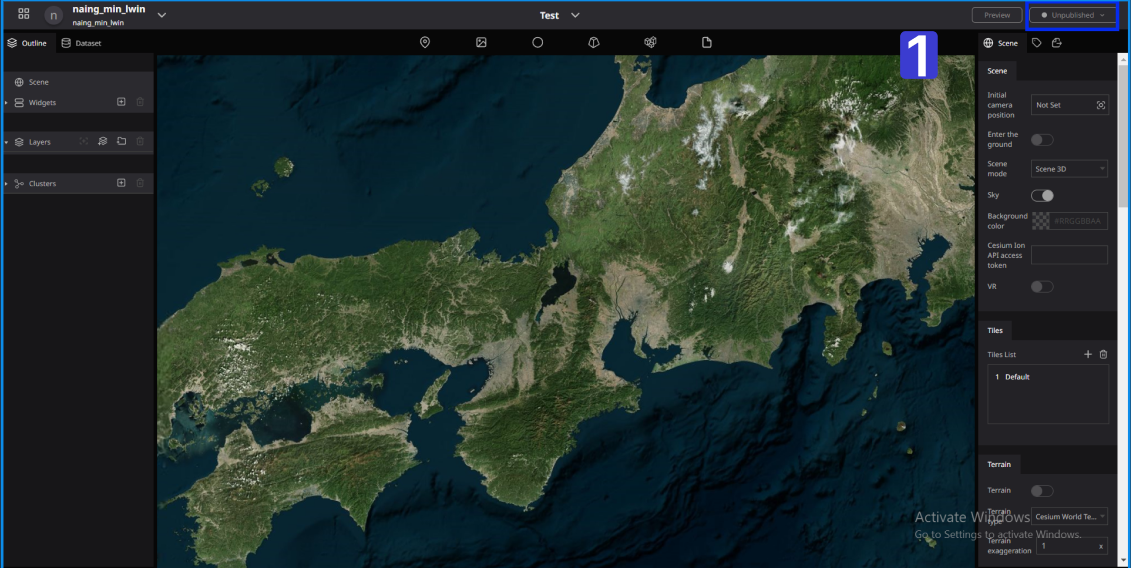 n
naing_min_lwin
naing_min_lwin
Test
Preview
Unpublished
Outline
Dataset
1
Scene
Scene
Widgets
Layers
Clusters
Scene
Initial
camera
position
Not Set
Enter the
ground
Scene
mode
Scene 3D
Sky
Background
color
#RRGGBBAA
Cesium Ion
API access
token
VR
Tiles
Tiles List
1 Default
Terrain
Terrain
Terrain
type
Cesium World Te...
Terrain
exaggeration
1
x
Activate Windows
Go to Settings to activate Windows.